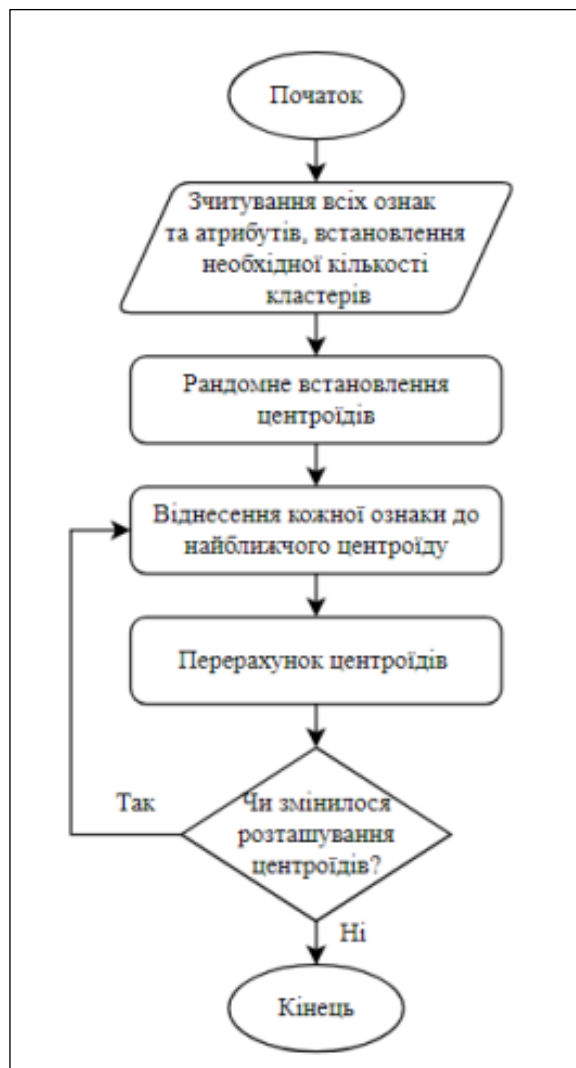 Початок
Зчитування всіх ознак
та атрибутів, встановлення
необхідної кількості
кластерів
Рандомне встановлення
центроїдів
Віднесення кожної ознаки до
найближчого центроїду
Перерахунок центроїдів
Так
Чи змінилося
розташування
центроїдів?
Ні
Кінець